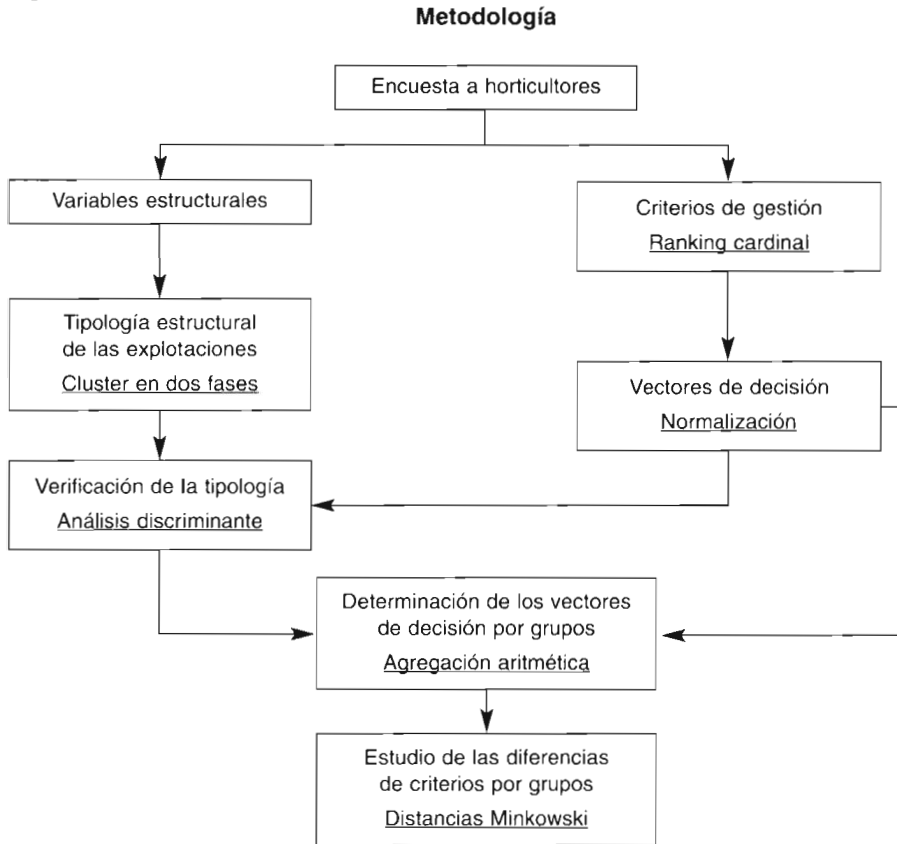 Metodología
Encuesta a horticultores
Variables estructurales
Criterios de gestión
Ranking cardinal
Tipología estructural
de las explotaciones
Cluster en dos fases
Vectores de decisión
Normalización
Verificación de la tipología
Análisis discriminante
Determinación de los vectores
de decisión por grupos
Agregación aritmética
Estudio de las diferencias
de criterios por grupos
Distancias Minkowski